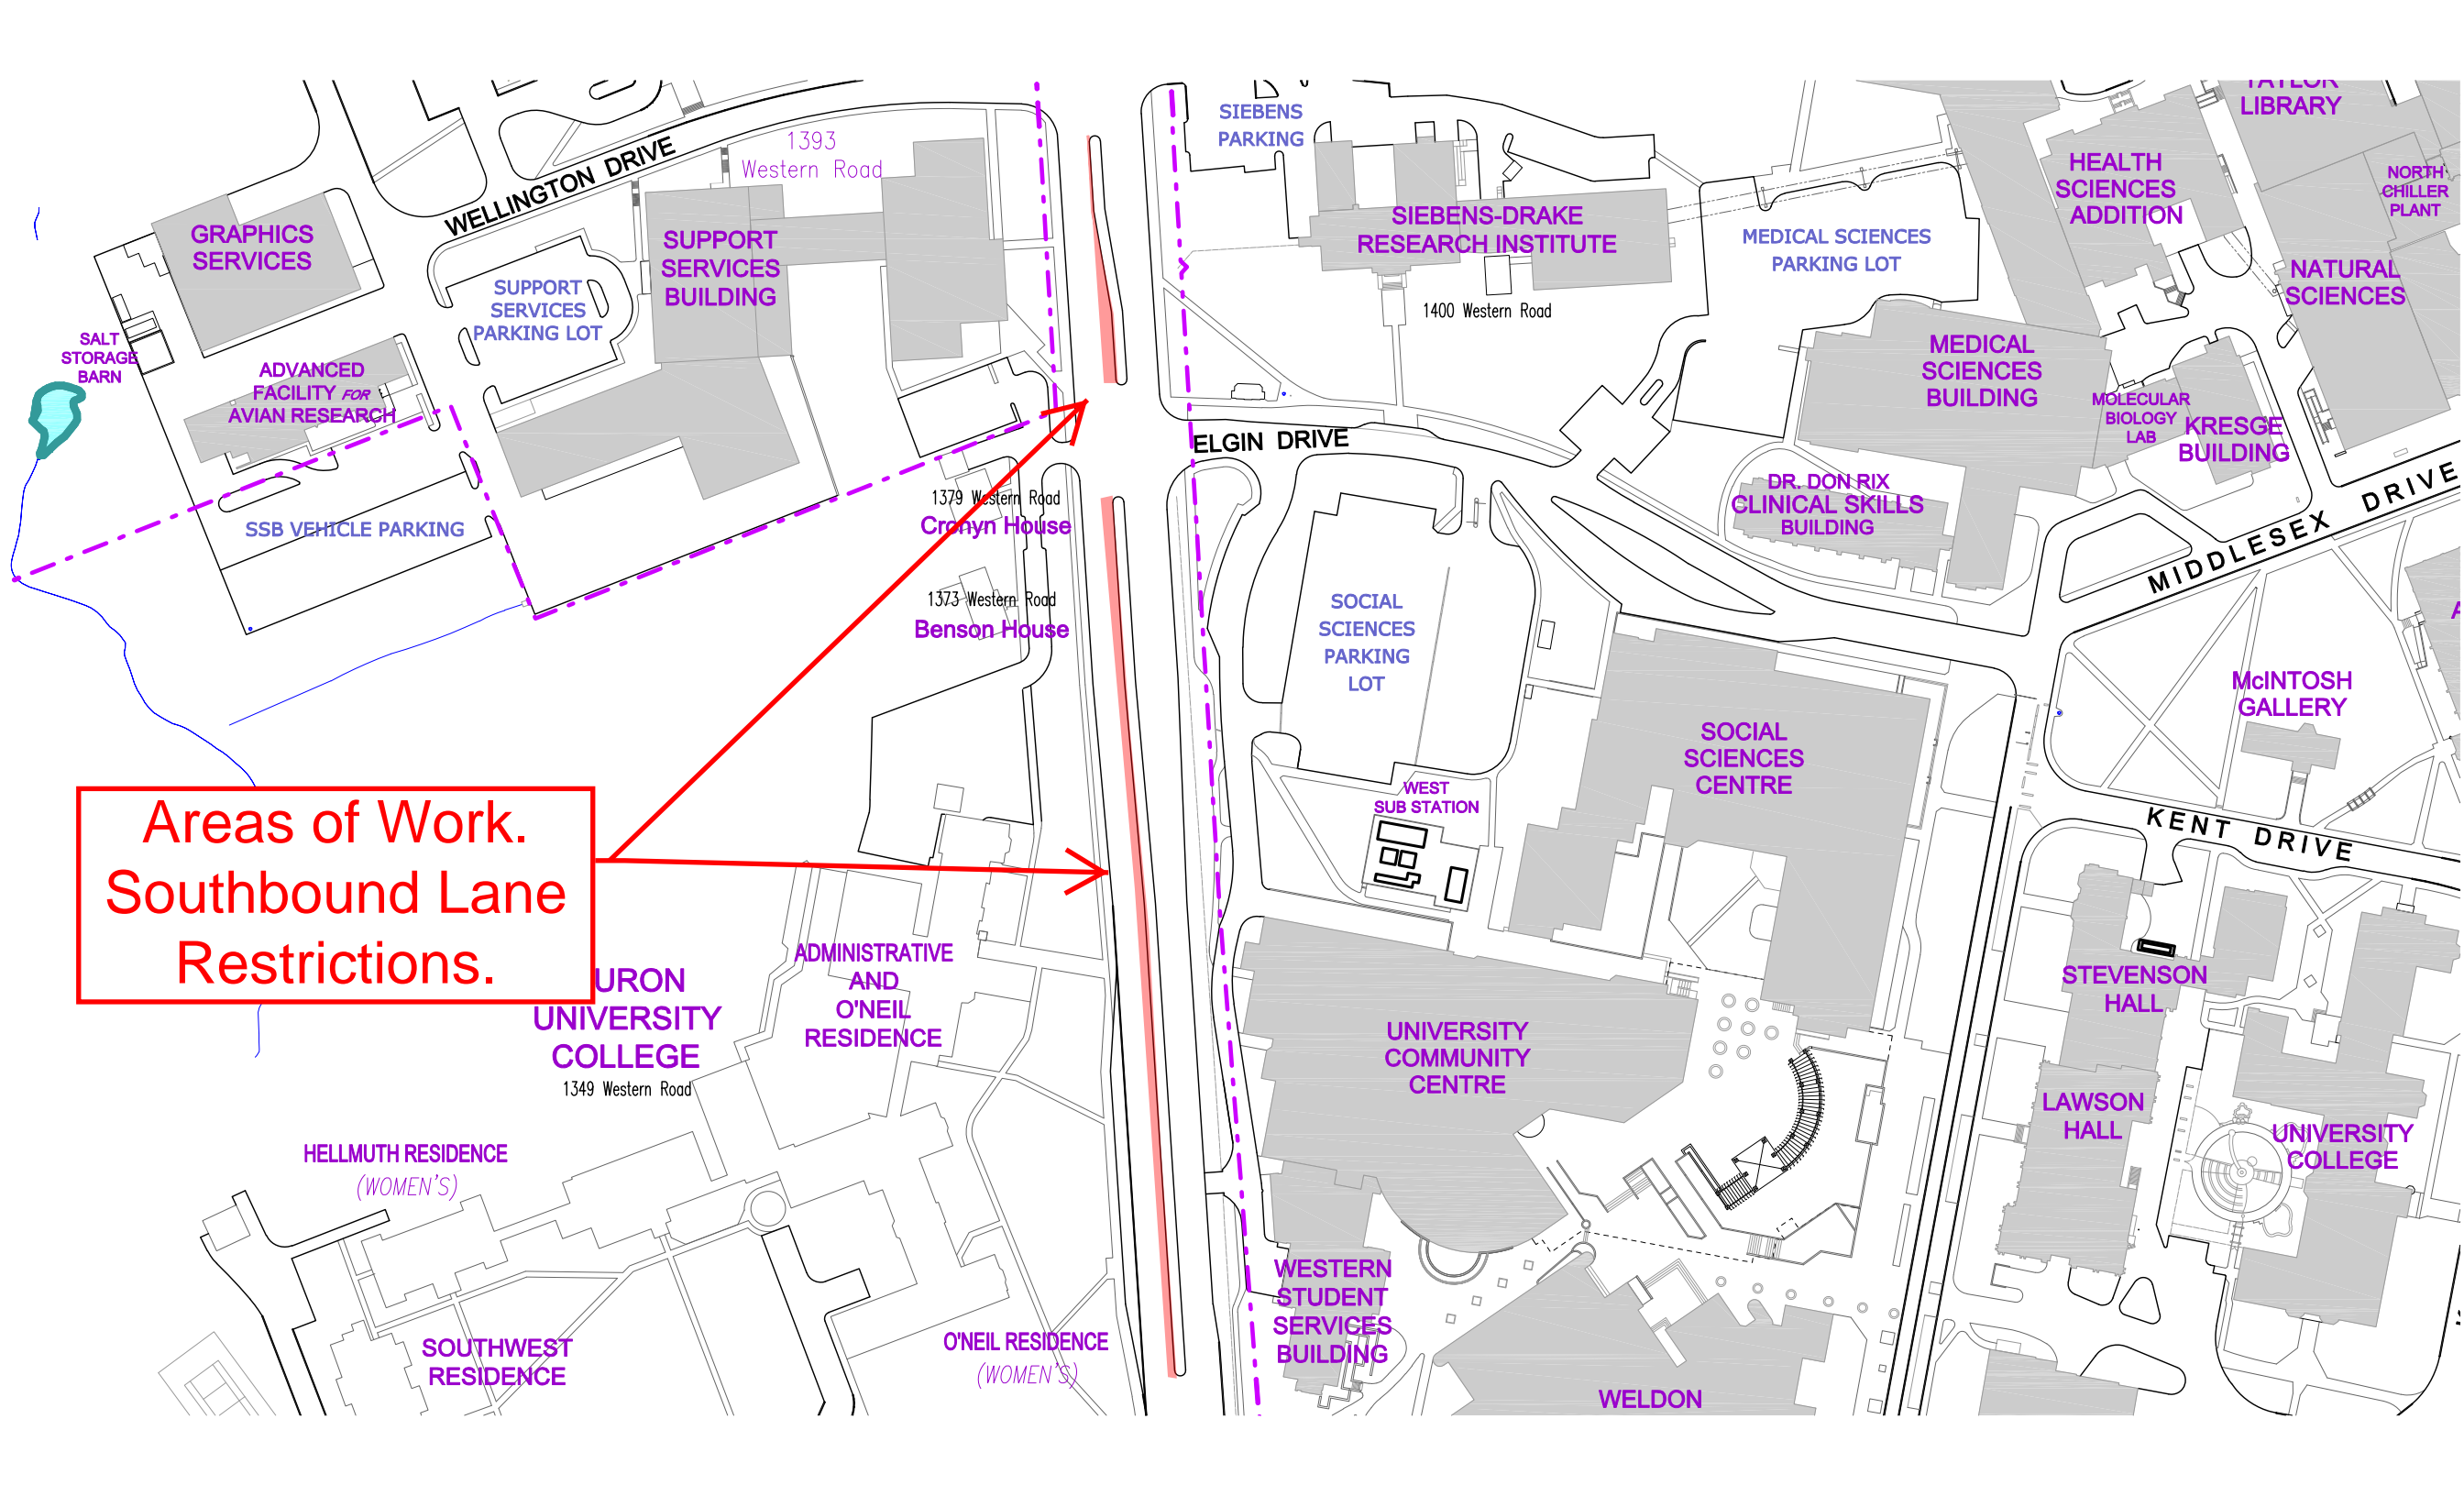 SIEBENS
PARKING
TAYLOR
LIBRARY
1393
Western Road
WELLINGTON DRIVE
HEALTH
SCIENCES
ADDITION
NORTH
CHILLER
PLANT
GRAPHICS
SERVICES
SUPPORT
SERVICES
BUILDING
SIEBENS-DRAKE
RESEARCH INSTITUTE
MEDICAL SCIENCES
PARKING LOT
NATURAL
SCIENCES
SUPPORT
SERVICES
PARKING LOT
1400 Western Road
SALT
STORAGE
BARN
ADVANCED
FACILITY FOR
AVIAN RESEARCH
MEDICAL
SCIENCES
BUILDING
MOLECULAR
BIOLOGY
LAB
KRESGE
BUILDING
ELGIN DRIVE
1379 Western Road
Cronyn House
DR. DON RIX
CLINICAL SKILLS
BUILDING
MIDDLESEX DRIVE
SSB VEHICLE PARKING
1373 Western Road
Benson House
SOCIAL
SCIENCES
PARKING
LOT
McINTOSH
GALLERY
SOCIAL
SCIENCES
CENTRE
WEST
SUB STATION
KENT DRIVE
Areas of Work.
Southbound Lane
Restrictions.
URON
UNIVERSITY
COLLEGE
1349 Western Road
ADMINISTRATIVE
AND
O'NEIL
RESIDENCE
STEVENSON
HALL
UNIVERSITY
COMMUNITY
CENTRE
LAWSON
HALL
UNIVERSITY
COLLEGE
HELLMUTH RESIDENCE
(WOMEN'S)
WESTERN
STUDENT
SERVICES
BUILDING
SOUTHWEST
RESIDENCE
O'NEIL RESIDENCE
(WOMEN'S)
WELDON